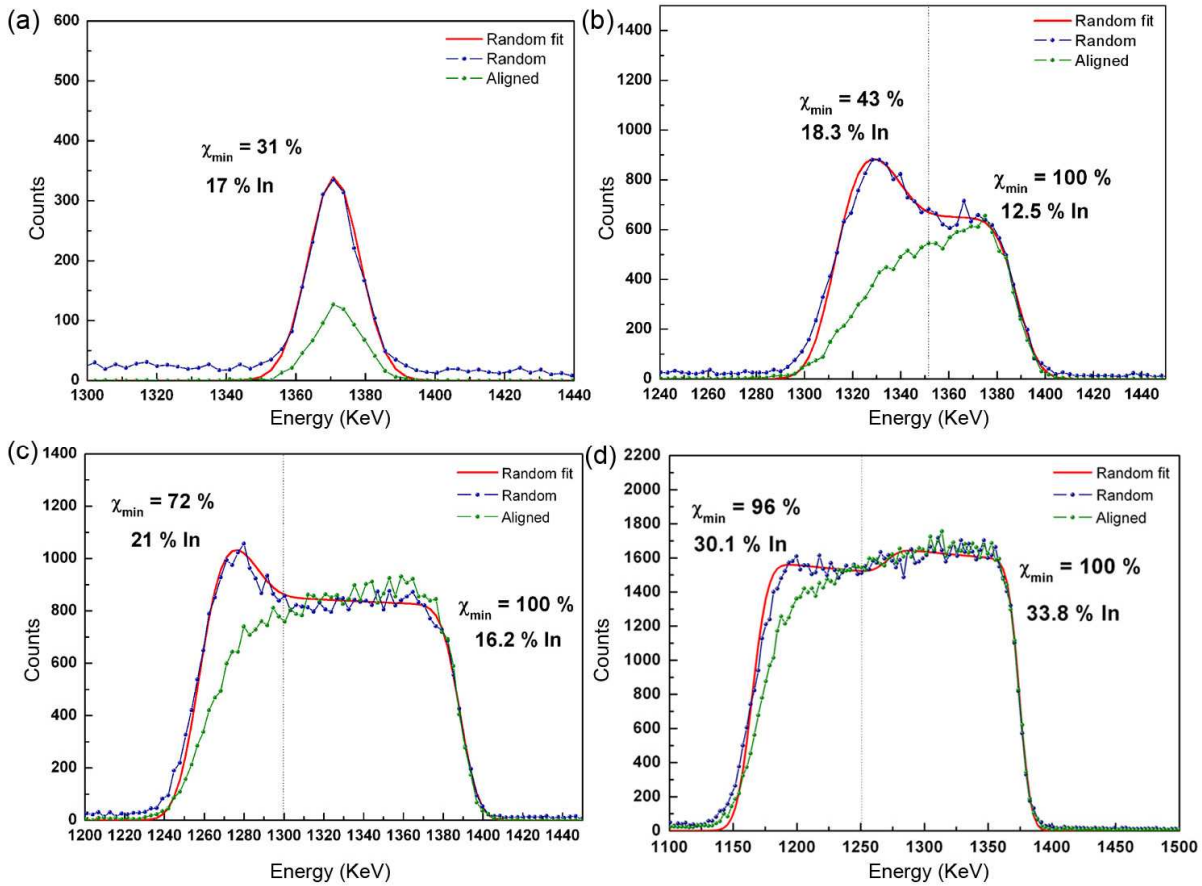 (a)
600
500
400
300
200
100
0
Counts
Random fit
Random
Aligned
χmin = 31 %
17 % In
1300 1320 1340 1360 1380 1400 1420 1440
Energy (KeV)
(b)
1400
1200
1000
800
600
400
200
0
Counts
Random fit
Random
Aligned
χmin = 43 %
18.3 % In
χmin = 100 %
12.5 % In
1240 1260 1280 1300 1320 1340 1360 1380 1400 1420 1440
Energy (KeV)
(c)
1400
1200
1000
800
600
400
200
0
Counts
Random fit
Random
Aligned
χmin = 72 %
21 % In
χmin = 100 %
16.2 % In
1200 1220 1240 1260 1280 1300 1320 1340 1360 1380 1400 1420 1440
Energy (KeV)
(d)
2200
2000
1800
1600
1400
1200
1000
800
600
400
200
0
Counts
Random fit
Random
Aligned
χmin = 96 %
30.1 % In
χmin = 100 %
33.8 % In
1100 1150 1200 1250 1300 1350 1400 1450 1500
Energy (KeV)